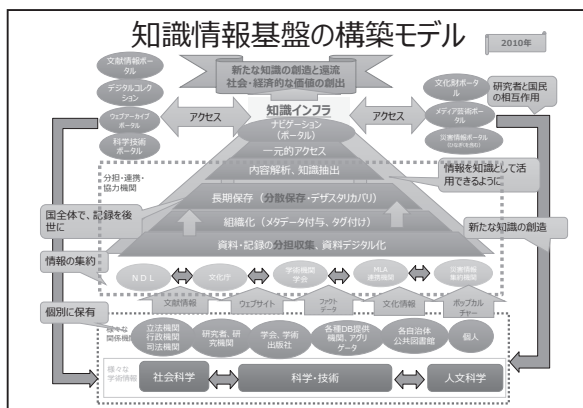 知識情報基盤の構築モデル
2010年
文献情報ポー
タル
デジタルコレ
クション
ウェブアーカイブ
ポータル
科学技術
ポータル
新たな知識の創造と還流
社会・経済的な価値の創出
アクセス
知識インフラ
アクセス
ナビゲーション
(ポータル)
文化財ポータ
ル
メディア芸術ポー
タル
災害情報ポータル
研究者と国民
の相互作用
一元的アクセス
内容解析、知識抽出
長期保存(分散保存・デザスタリカバリ)
組織化(メタデータ付与、タグ付け)
資料・記録の分担収集、資料デジタル化
分担・連携・
協力機関
情報を知識として活
用できるように
国全体で、記録を後
世に
新たな知識の創造
情報の集約
NDL
文化庁
学術機関
学会
MLA
連携機関
災害情報
集約機関
文献情報
ウェブサイト
ファクト
データ
文化情報
ポップカル
チャー
個別に保有
様々な
関係機関
立法機関
行政機関
司法機関
研究者、研
究機関
学会、学術
出版社
各種DB提供
機関、アグリ
ゲータ
各自治体
公共図書館
個人
様々な
学術情報
社会科学
科学・技術
人文科学